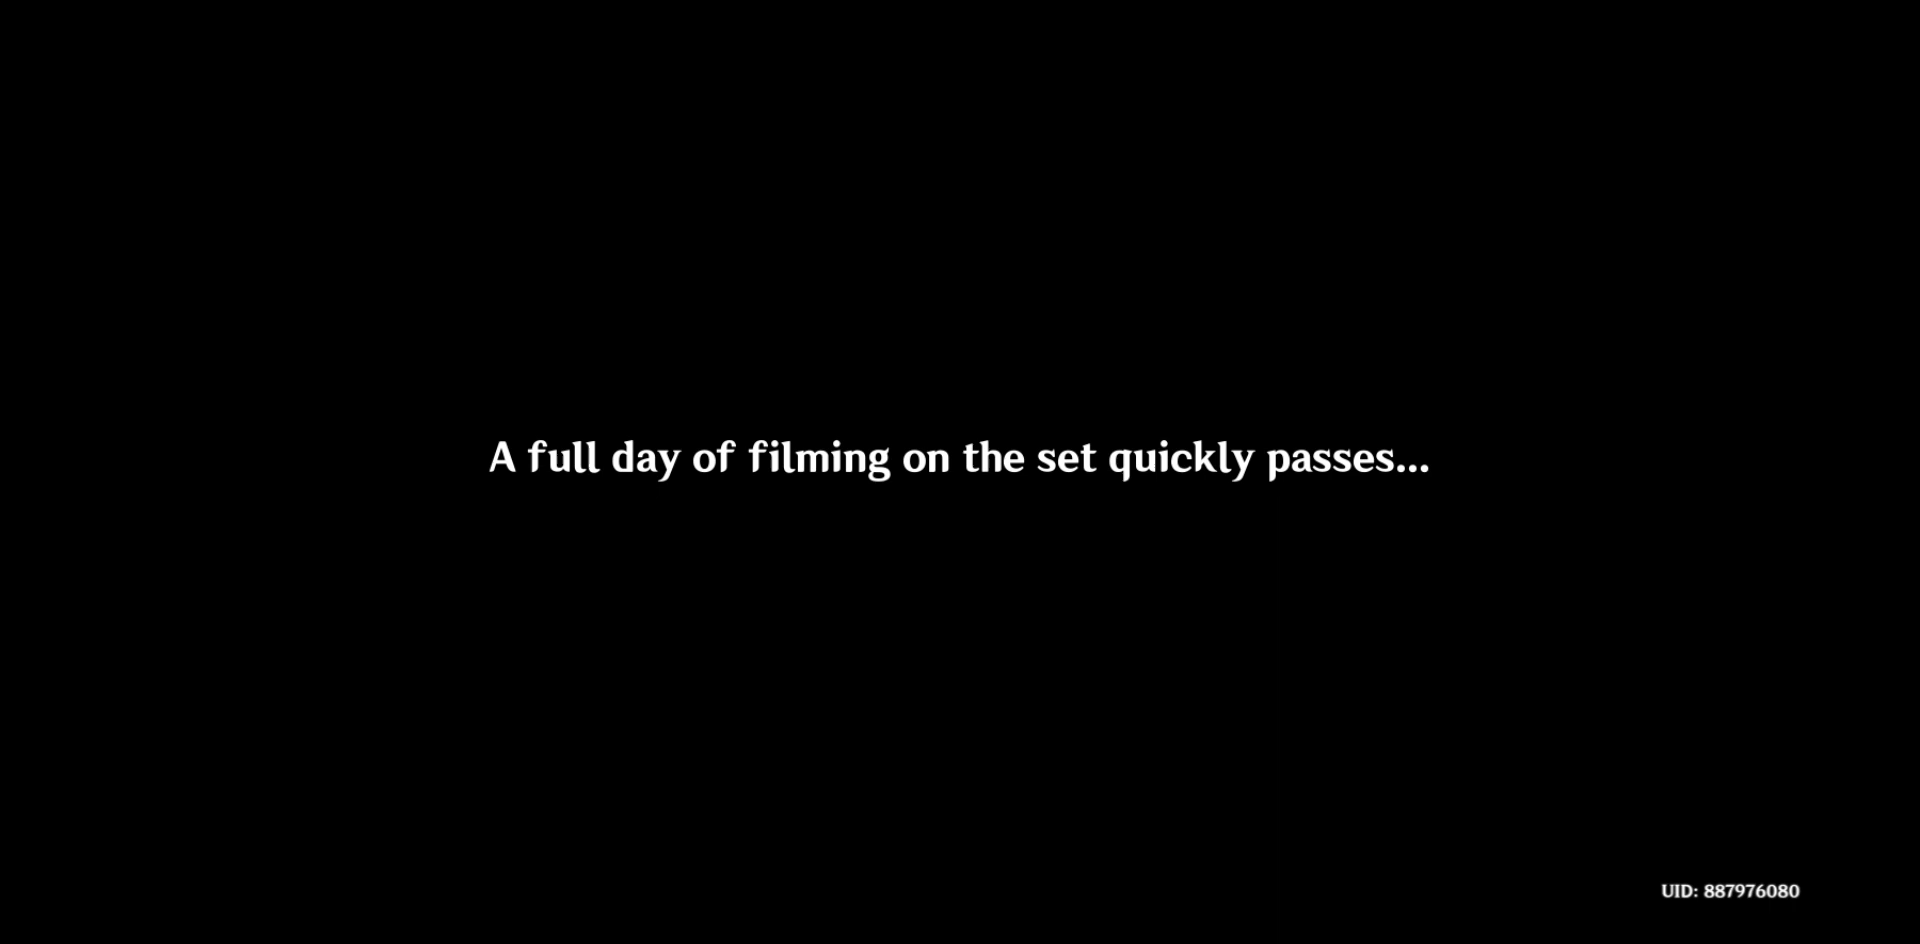 A full day of filming on the set quickly passes...
UID: 887976080